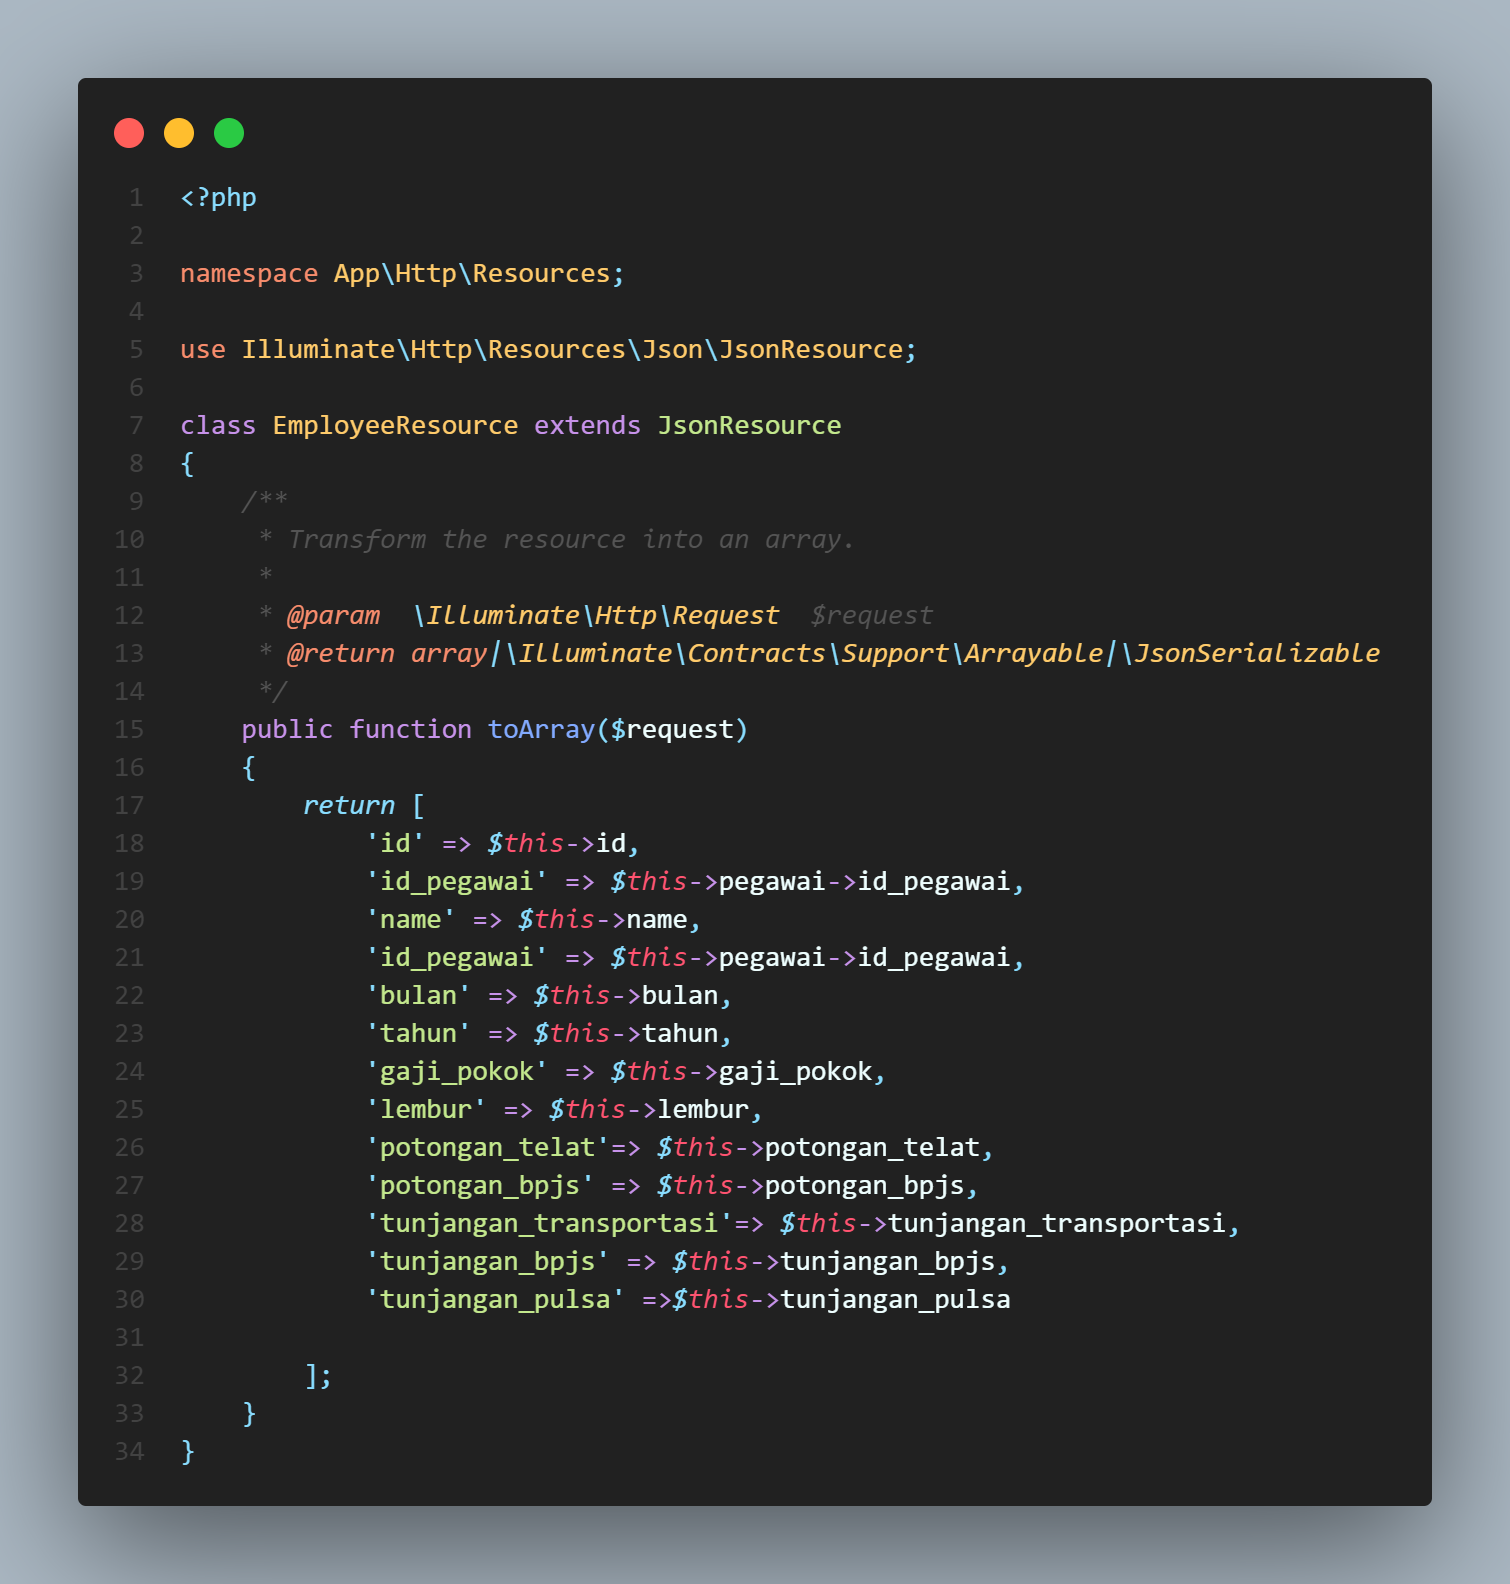 1 <?php
2
3 namespace App\Http\Resources;
4
5 use Illuminate\Http\Resources\Json\JsonResource;
6
7 class EmployeeResource extends JsonResource
8 {
9     /**
10      * Transform the resource into an array.
11      *
12      * @param  \Illuminate\Http\Request  $request
13      * @return array|\Illuminate\Contracts\Support\Arrayable|\JsonSerializable
14      */
15     public function toArray($request)
16     {
17         return [
18             'id' => $this->id,
19             'id_pegawai' => $this->pegawai->id_pegawai,
20             'name' => $this->name,
21             'id_pegawai' => $this->pegawai->id_pegawai,
22             'bulan' => $this->bulan,
23             'tahun' => $this->tahun,
24             'gaji_pokok' => $this->gaji_pokok,
25             'lembur' => $this->lembur,
26             'potongan_telat'=> $this->potongan_telat,
27             'potongan_bpjs' => $this->potongan_bpjs,
28             'tunjangan_transportasi'=> $this->tunjangan_transportasi,
29             'tunjangan_bpjs' => $this->tunjangan_bpjs,
30             'tunjangan_pulsa' =>$this->tunjangan_pulsa
31
32         ];
33     }
34 }